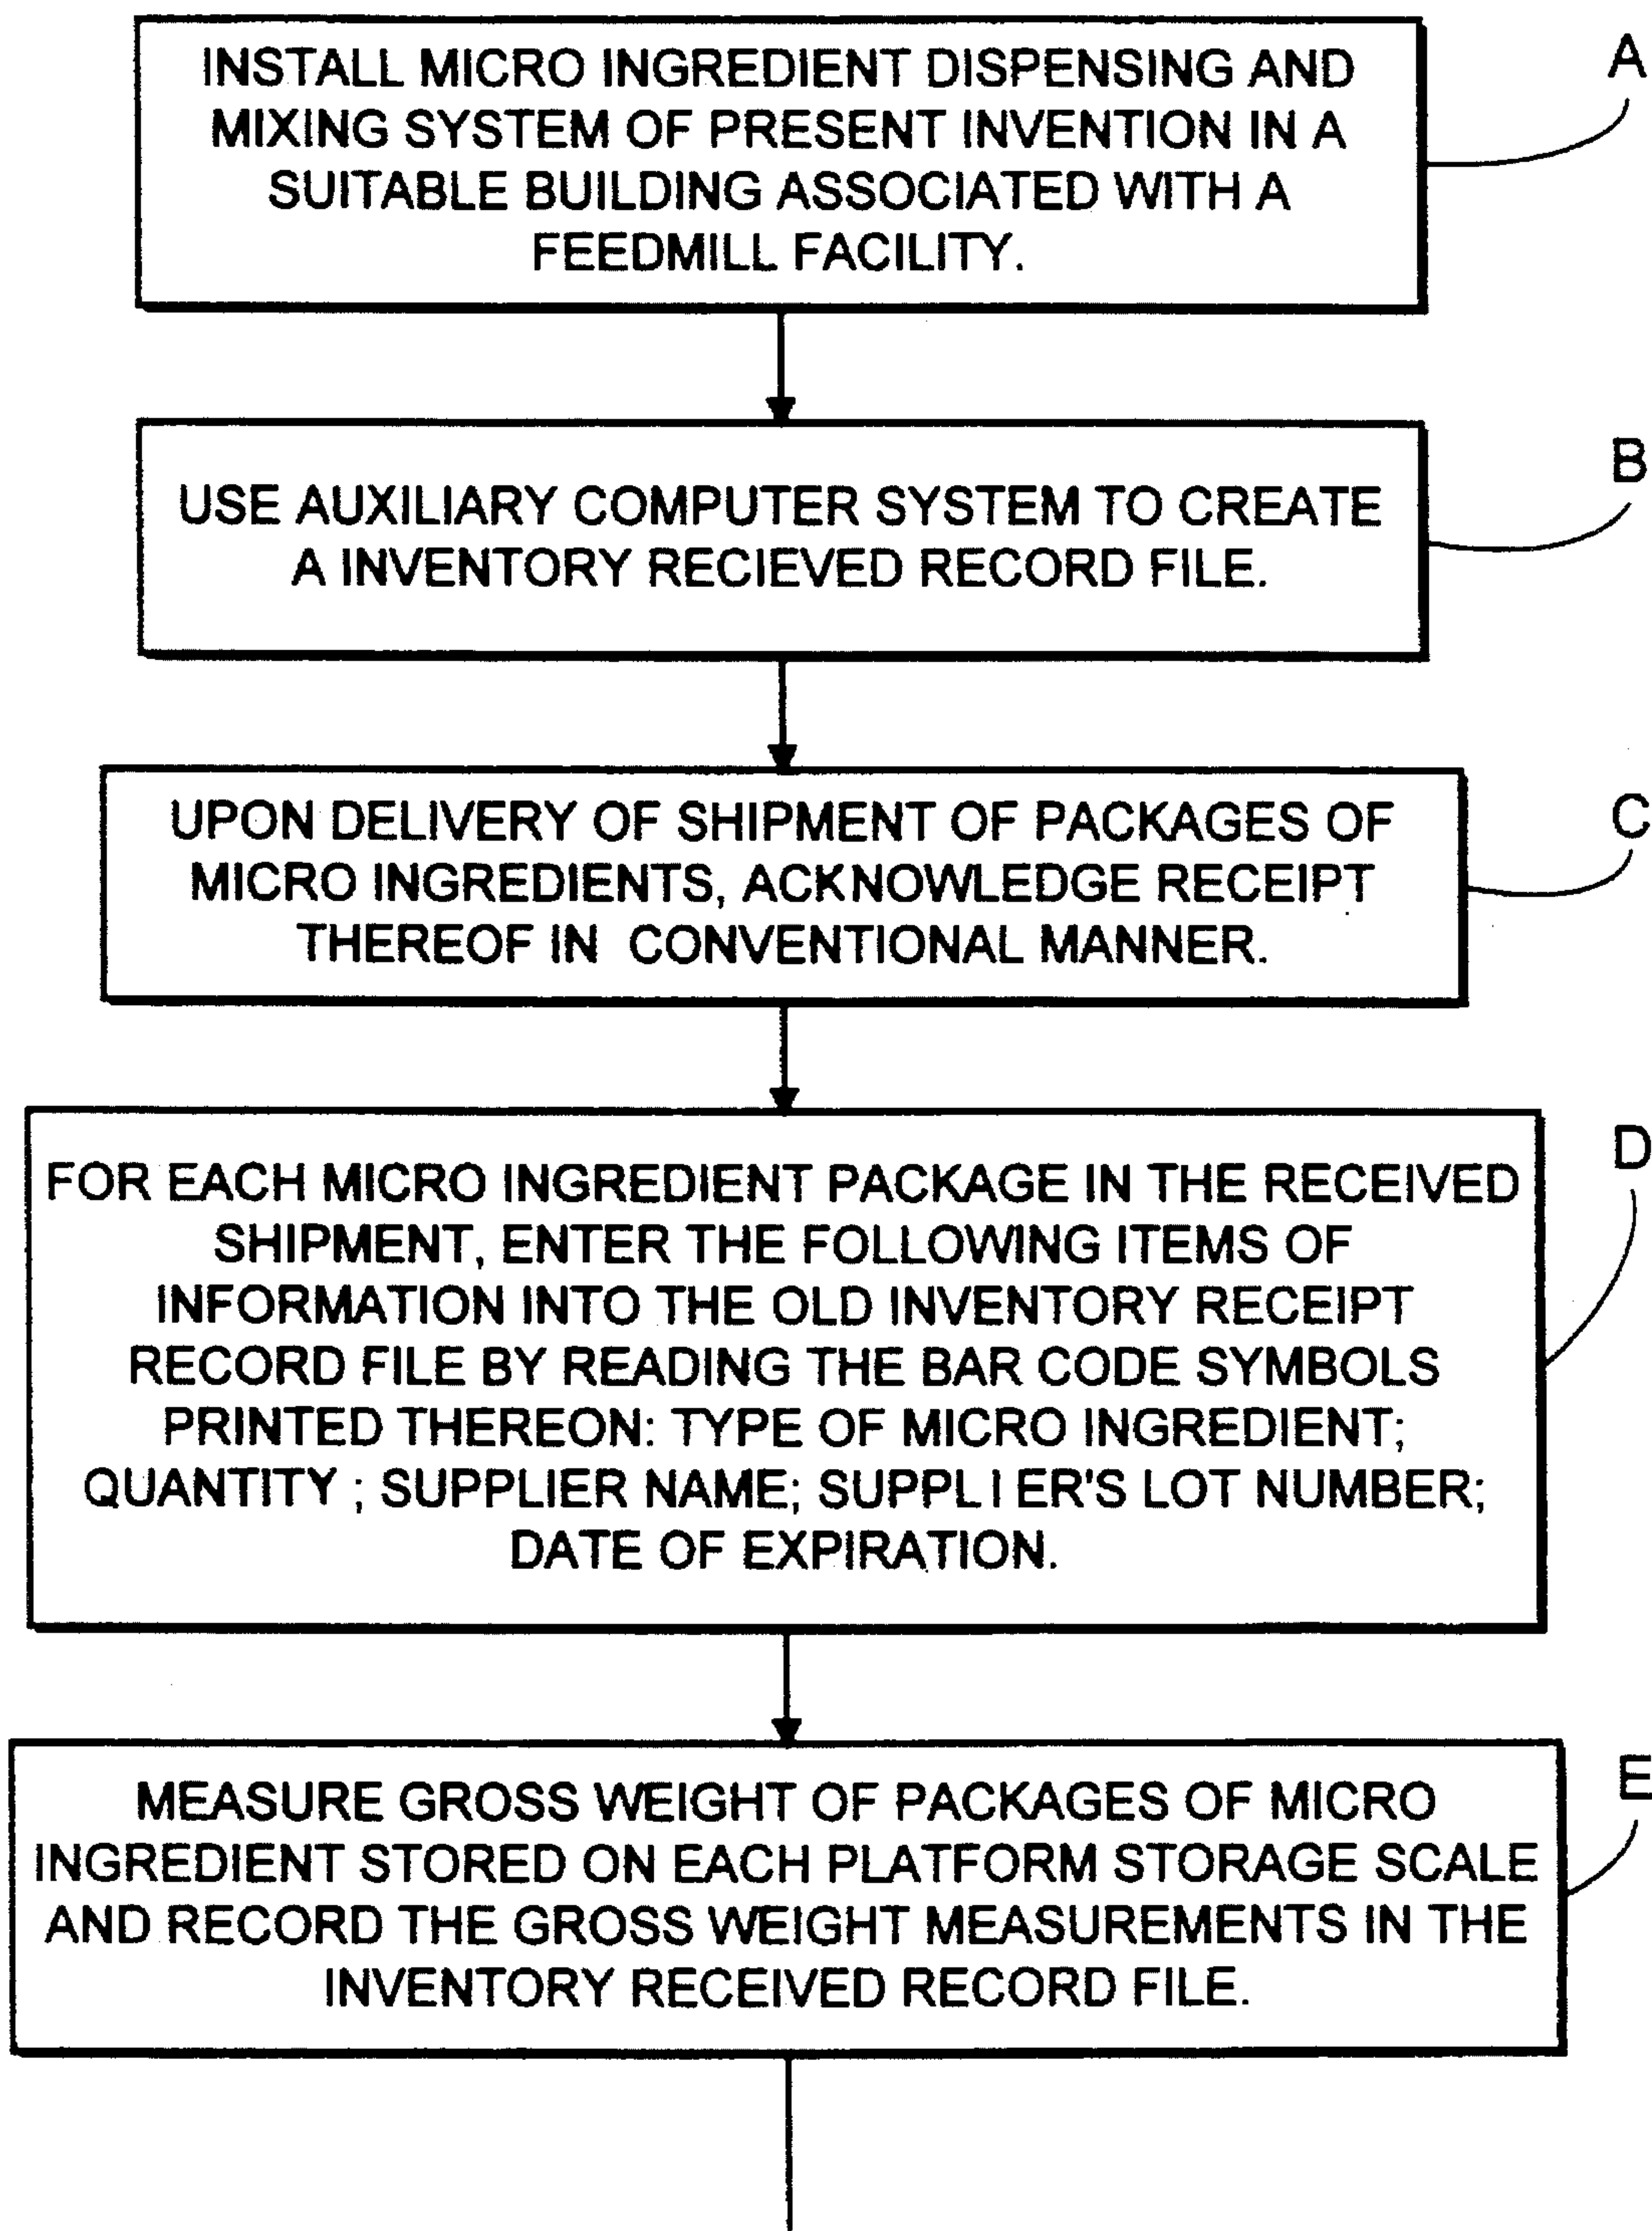 INSTALL MICRO INGREDIENT DISPENSING AND
MIXING SYSTEM OF PRESENT INVENTION IN A
SUITABLE BUILDING ASSOCIATED WITH A
FEEDMILL FACILITY.
A
USE AUXILIARY COMPUTER SYSTEM TO CREATE
A INVENTORY RECIEVED RECORD FILE.
B
UPON DELIVERY OF SHIPMENT OF PACKAGES OF
MICRO INGREDIENTS, ACKNOWLEDGE RECEIPT
THEREOF IN CONVENTIONAL MANNER.
C
FOR EACH MICRO INGREDIENT PACKAGE IN THE RECEIVED
SHIPMENT, ENTER THE FOLLOWING ITEMS OF
INFORMATION INTO THE OLD INVENTORY RECEIPT
RECORD FILE BY READING THE BAR CODE SYMBOLS
PRINTED THEREON: TYPE OF MICRO INGREDIENT;
QUANTITY ; SUPPLIER NAME; SUPPLIER'S LOT NUMBER;
DATE OF EXPIRATION.
D
MEASURE GROSS WEIGHT OF PACKAGES OF MICRO
INGREDIENT STORED ON EACH PLATFORM STORAGE SCALE
AND RECORD THE GROSS WEIGHT MEASUREMENTS IN THE
INVENTORY RECEIVED RECORD FILE.
E